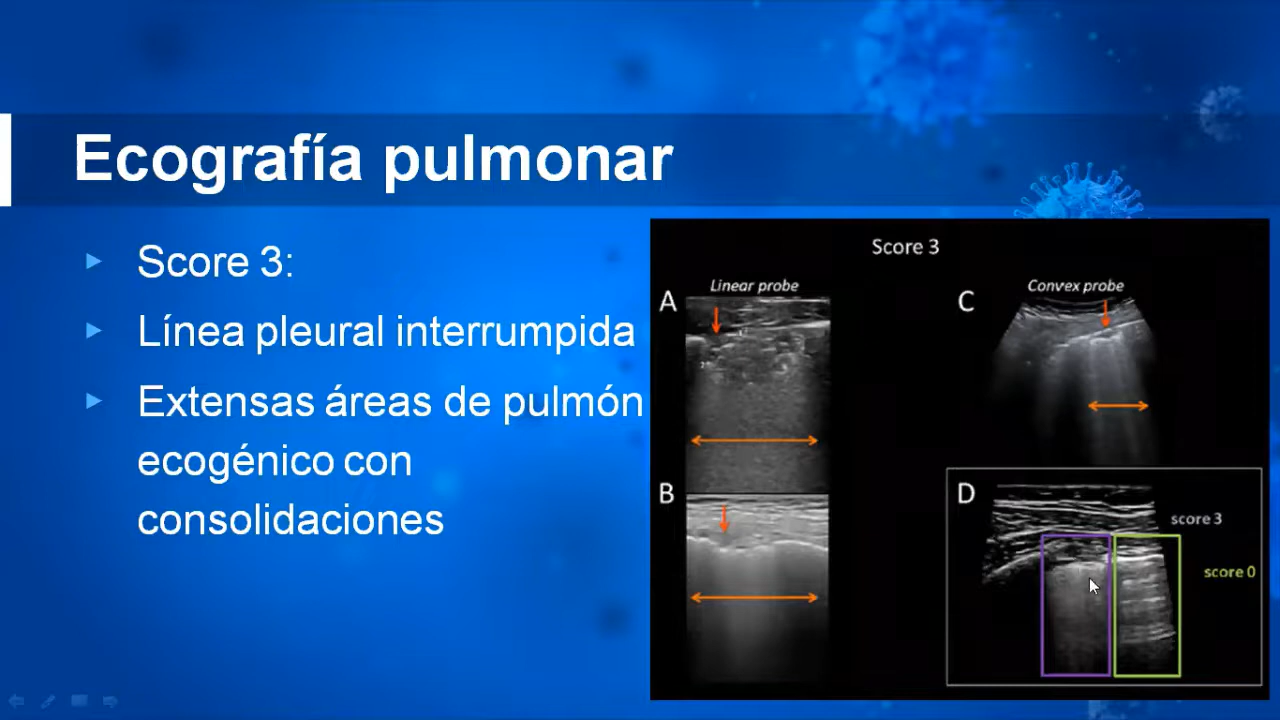 Ecografía pulmonar
Score 3:
Línea pleural interrumpida
Extensas áreas de pulmón
ecogénico con
consolidaciones
Score 3
A
Linear probe
C
Convex probe
B
D
score 3
score 0